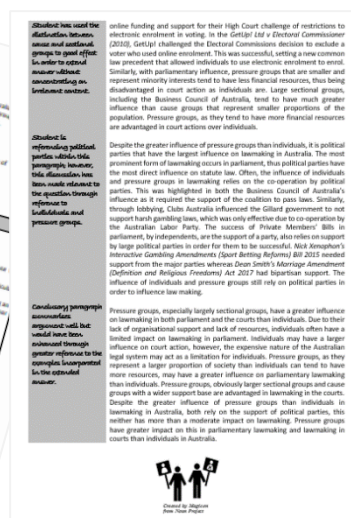 Student has used the
distinction between
cause and sectional
groups to good effect
in order to extend
answer without
concentrating on
irrelevant content.
online funding and support for their High Court challenge of restrictions to
electronic enrolment in voting. In the GetUp! Ltd v Electoral Commissioner
(2010), GetUp! challenged the Electoral Commissions decision to exclude a
voter who used online enrolment. This was successful, setting a new common
law precedent that allowed individuals to use electronic enrolment to enrol.
Similarly, with parliamentary influence, pressure groups that are smaller and
represent minority interests tend to have less financial resources, thus being
disadvantaged in court action as individuals are. Large sectional groups,
including the Business Council of Australia, tend to have much greater
influence than cause groups that represent smaller proportions of the
population. Pressure groups, as they tend to have more financial resources
are advantaged in court actions over individuals.
Student is
referencing political
parties within this
paragraph; however,
this discussion has
been made relevant to
the question through
reference to
individuals and
pressure groups.
Despite the greater influence of pressure groups than individuals, it is political
parties that have the largest influence on lawmaking in Australia. The most
prominent form of lawmaking occurs in parliament, thus political parties have
the most direct influence on statute law. Often, the influence of individuals
and pressure groups in lawmaking relies on the co-operation by political
parties. This was highlighted in both the Business Council of Australia's
influence as it required the support of the coalition to pass laws. Similarly,
through lobbying, Clubs Australia influenced the Gillard government to not
support harsh gambling laws, which was only effective due to co-operation by
the Australian Labor Party. The success of Private Members' Bills in
parliament, by independents, are the support of a party, also relies on support
by large political parties in order for them to be successful. Nick Xenophon's
Interactive Gambling Amendments (Sport Betting Reforms) Bill 2015 needed
support from the major parties whereas Dean Smith's Marriage Amendment
(Definition and Religious Freedoms) Act 2017 had bipartisan support. The
influence of individuals and pressure groups still rely on political parties in
order to influence law making.
Conclusory paragraph
summarises
argument well but
would have been
enhanced through
greater reference to the
examples incorporated
in the extended
answer.
Pressure groups, especially largely sectional groups, have a greater influence
on lawmaking in both parliament and the courts than individuals. Due to their
lack of organisational support and lack of resources, individuals often have a
limited impact on lawmaking in parliament. Individuals may have a larger
influence on court action, however, the expensive nature of the Australian
legal system may act as a limitation for individuals. Pressure groups, as they
represent a larger proportion of society than individuals can tend to have
more resources, may have a greater influence on parliamentary lawmaking
than individuals. Pressure groups, obviously larger sectional groups and cause
groups with a wider support base are advantaged in lawmaking in the courts.
Despite the greater influence of pressure groups than individuals in
lawmaking in Australia, both rely on the support of political parties, this
neither has more than a moderate impact on lawmaking. Pressure groups
have greater impact on this in parliamentary lawmaking and lawmaking in
courts than individuals in Australia.
Created by Magicon
from Noun Project